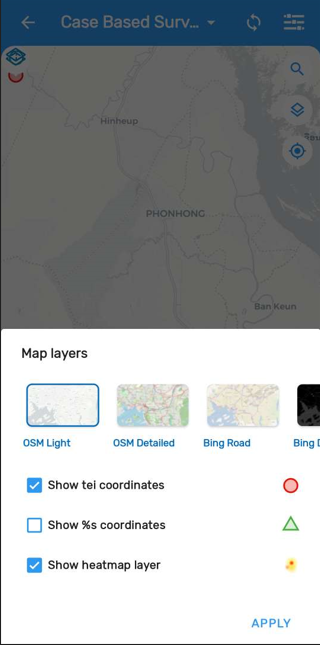 Case Based Surv...
Hinheup
PHONHONG
Ban Keun
Map layers
OSM Light
OSM Detailed
Bing Road
Bing D
Show tei coordinates
Show %s coordinates
Show heatmap layer
APPLY